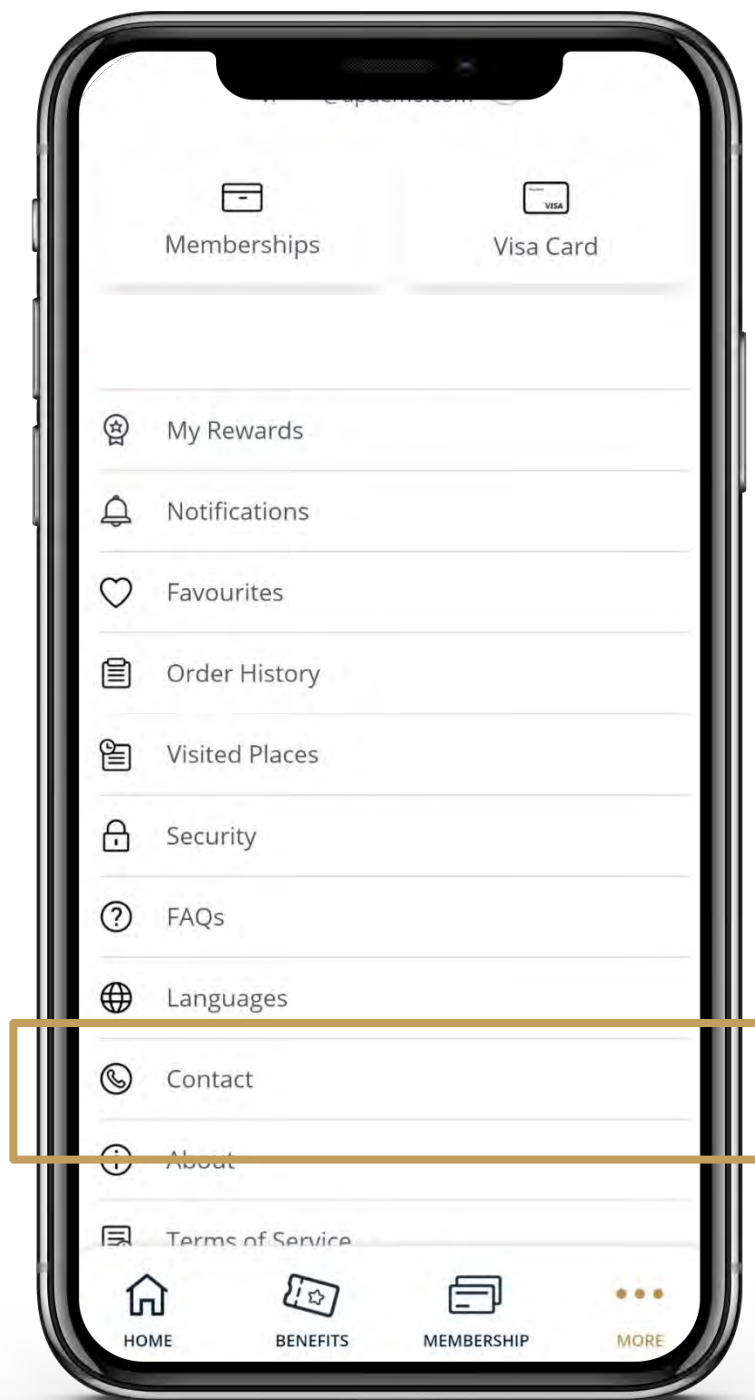 Memberships
VISA
Visa Card
My Rewards
Notifications
Favourites
Order History
Visited Places
Security
FAQs
Languages
Contact
About
Terms of Service
HOME
BENEFITS
MEMBERSHIP
MORE